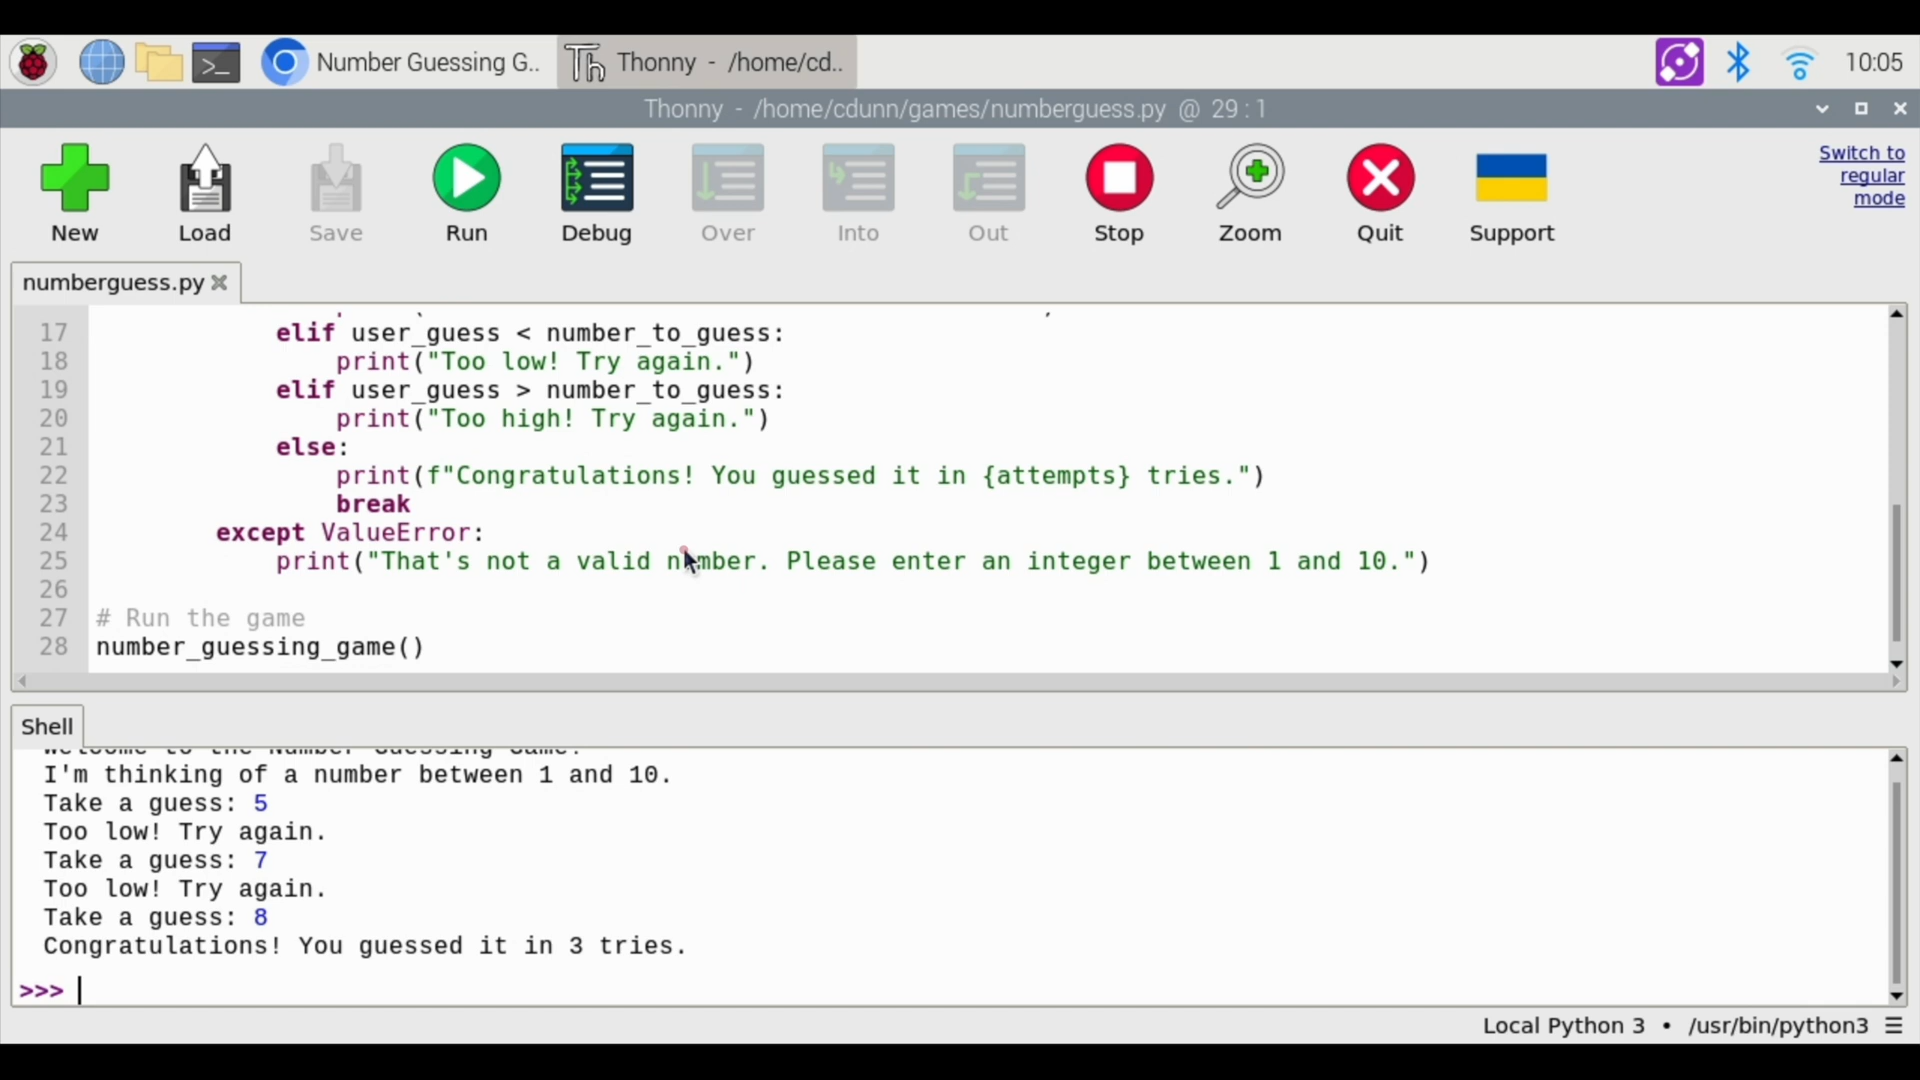 Number Guessing G..
Thonny - /home/cd..
10:05
Thonny - /home/cdunn/games/numberguess.py @ 29 : 1
New
Load
Save
Run
Debug
Over
Into
Out
Stop
Zoom
Quit
Support
Switch to
regular
mode
numberguess.py
17 elif user_guess < number_to_guess:
18 print("Too low! Try again.")
19 elif user_guess > number_to_guess:
20 print("Too high! Try again.")
21 else:
22 print(f"Congratulations! You guessed it in {attempts} tries.")
23 break
24 except ValueError:
25 print("That's not a valid number. Please enter an integer between 1 and 10.")
26
27 # Run the game
28 number_guessing_game()
Shell
Welcome to the Number Guessing Game!
I'm thinking of a number between 1 and 10.
Take a guess: 5
Too low! Try again.
Take a guess: 7
Too low! Try again.
Take a guess: 8
Congratulations! You guessed it in 3 tries.
>>>
Local Python 3 • /usr/bin/python3 ☰